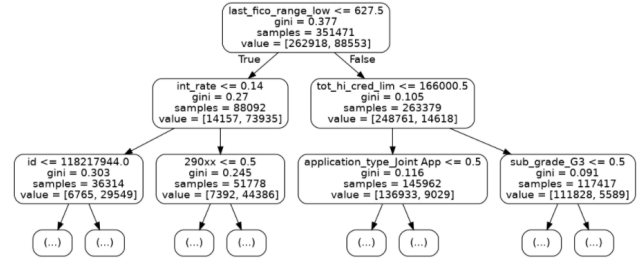 last_fico_range_low <= 627.5
gini = 0.377
samples = 351471
value = [262918, 88553]
True
False
int_rate <= 0.14
gini = 0.27
samples = 88092
value = [14157, 73935]
tot_hi_cred_lim <= 166000.5
gini = 0.105
samples = 263379
value = [248761, 14618]
id <= 118217944.0
gini = 0.303
samples = 36314
value = [6765, 29549]
290xx <= 0.5
gini = 0.245
samples = 51778
value = [7392, 44386]
application_type_Joint App <= 0.5
gini = 0.116
samples = 145962
value = [136933, 9029]
sub_grade_G3 <= 0.5
gini = 0.091
samples = 117417
value = [111828, 5589]
(...)
(...)
(...)
(...)
(...)
(...)
(...)
(...)